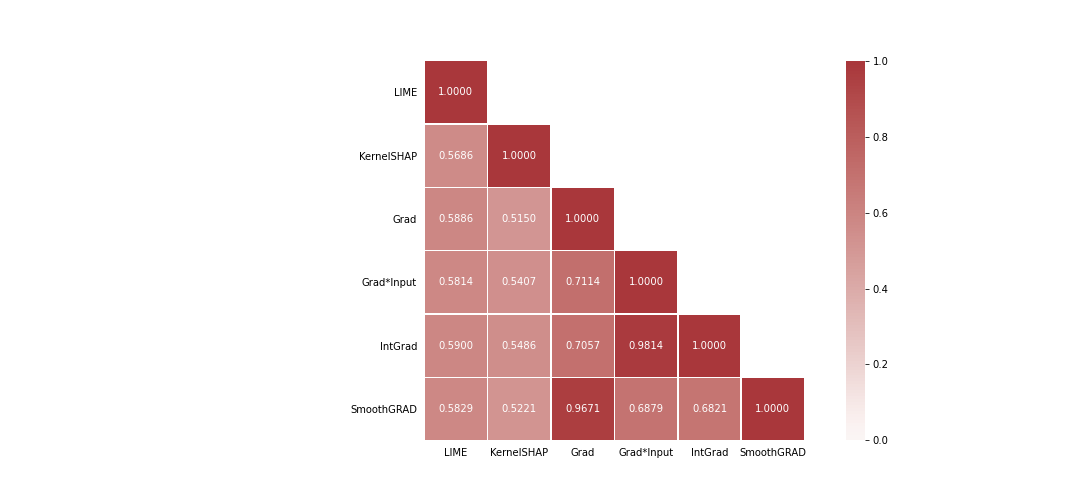 LIME 1.0000
KernelSHAP 0.5686 1.0000
Grad 0.5886 0.5150 1.0000
Grad*Input 0.5814 0.5407 0.7114 1.0000
IntGrad 0.5900 0.5486 0.7057 0.9814 1.0000
SmoothGRAD 0.5829 0.5221 0.9671 0.6879 0.6821 1.0000
LIME KernelSHAP Grad Grad*Input IntGrad SmoothGRAD
1.0
0.8
0.6
0.4
0.2
0.0